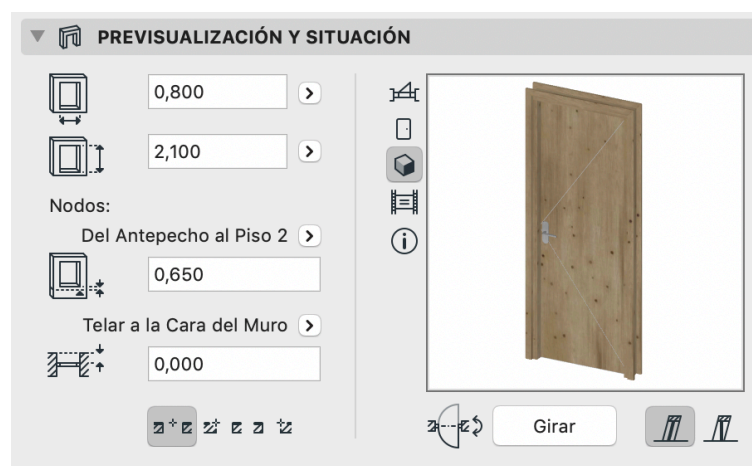 PREVISUALIZACIÓN Y SITUACIÓN
0,800
2,100
Nodos:
Del Antepecho al Piso 2
0,650
Telar a la Cara del Muro
0,000
Girar